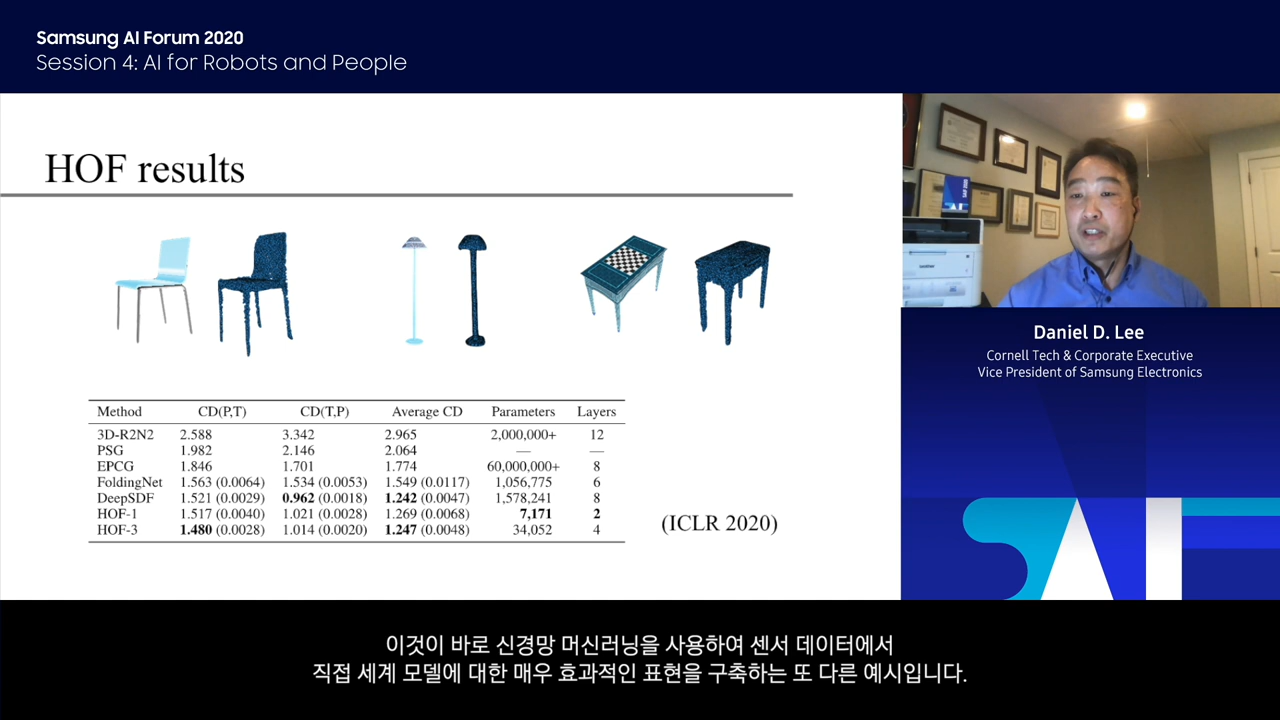 Samsung AI Forum 2020
Session 4: AI for Robots and People
HOF results
Method CD(P,T) CD(T,P) Average CD Parameters Layers
3D-R2N2 2.588 3.342 2.965 2,000,000+ 12
PSG 1.982 2.146 2.064 — —
EPCG 1.846 1.701 1.774 60,000,000+ 8
FoldingNet 1.563 (0.0064) 1.534 (0.0053) 1.549 (0.0117) 1,056,775 6
DeepSDF 1.521 (0.0029) 0.962 (0.0018) 1.242 (0.0047) 1,578,241 8
HOF-1 1.517 (0.0040) 1.021 (0.0028) 1.269 (0.0068) 7,171 2
HOF-3 1.480 (0.0028) 1.014 (0.0020) 1.247 (0.0048) 34,052 4
(ICLR 2020)
brother
Daniel D. Lee
Cornell Tech & Corporate Executive
Vice President of Samsung Electronics
이것이 바로 신경망 머신러닝을 사용하여 센서 데이터에서
직접 세계 모델에 대한 매우 효과적인 표현을 구축하는 또 다른 예시입니다.